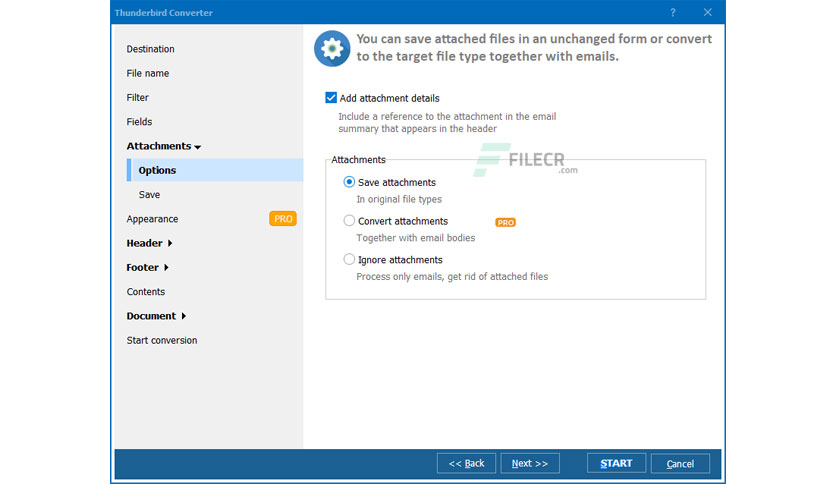 Thunderbird Converter
?
Destination
File name
Filter
Fields
Attachments
Options
Save
Appearance PRO
Header
Footer
Contents
Document
Start conversion
You can save attached files in an unchanged form or convert
to the target file type together with emails.
Add attachment details
Include a reference to the attachment in the email
summary that appears in the header
FILECR
.com
Attachments
Save attachments
In original file types
Convert attachments PRO
Together with email bodies
Ignore attachments
Process only emails, get rid of attached files
<< Back Next >> START Cancel